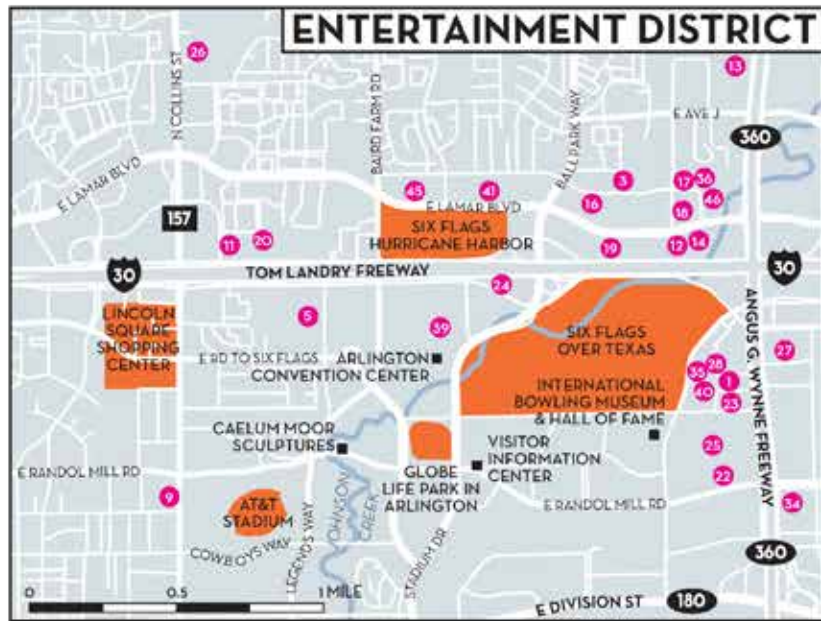 ENTERTAINMENT DISTRICT
26
N COLLINS ST
BAIRD FARM RD
BALLPARK WAY
13
E AVE J
360
E LAMAR BLVD
45
41
3
17
36
46
16
18
E LAMAR BLVD
157
SIX FLAGS
HURRICANE HARBOR
11
20
19
12
14
30
TOM LANDRY FREEWAY
30
24
LINCOLN
SQUARE
SHOPPING
CENTER
5
39
SIX FLAGS
OVER TEXAS
ANGUS G. WYNNE FREEWAY
27
E RD TO SIX FLAGS
ARLINGTON
CONVENTION CENTER
35
28
1
40
23
INTERNATIONAL
BOWLING MUSEUM
& HALL OF FAME
CAELUM MOOR
SCULPTURES
VISITOR
INFORMATION
CENTER
25
22
E RANDOL MILL RD
GLOBE
LIFE PARK IN
ARLINGTON
9
AT&T
STADIUM
E RANDOL MILL RD
34
COWBOYS WAY
LEGENDS WAY
JOHNSON
CREEK
STADIUM DR
360
0
0.5
1 MILE
E DIVISION ST
180